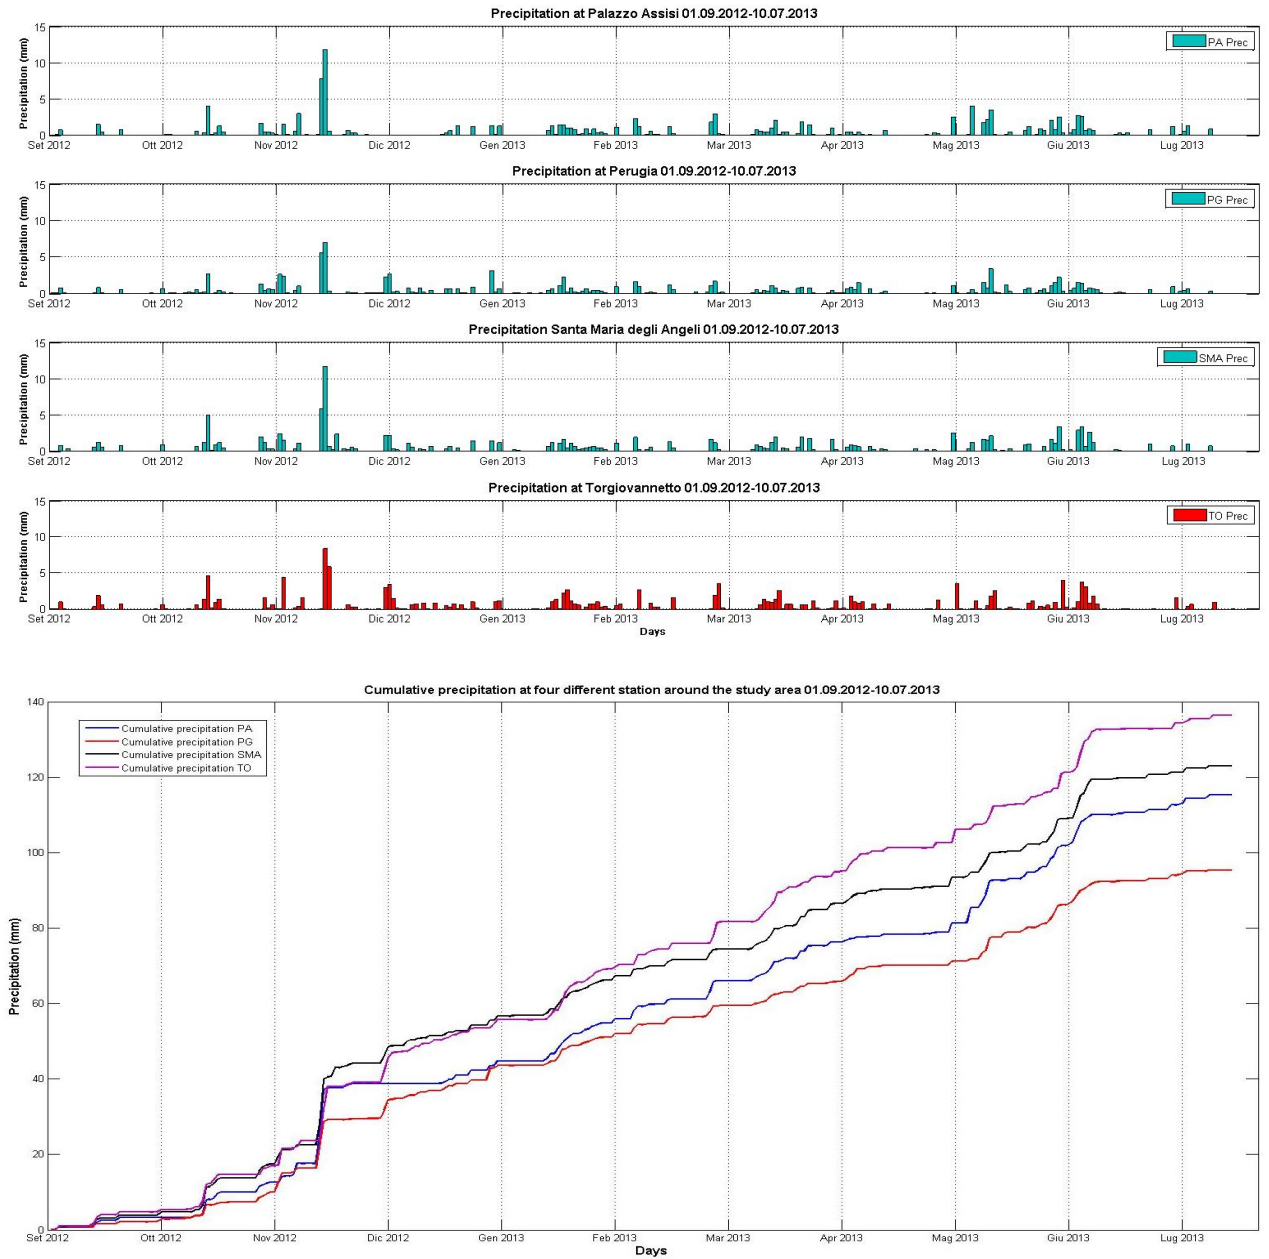 Precipitation at Palazzo Assisi 01.09.2012-10.07.2013
Precipitation (mm)
15
10
5
0
PA Prec
Set 2012 Ott 2012 Nov 2012 Dic 2012 Gen 2013 Feb 2013 Mar 2013 Apr 2013 Mag 2013 Giu 2013 Lug 2013
Precipitation at Perugia 01.09.2012-10.07.2013
Precipitation (mm)
15
10
5
0
PG Prec
Set 2012 Ott 2012 Nov 2012 Dic 2012 Gen 2013 Feb 2013 Mar 2013 Apr 2013 Mag 2013 Giu 2013 Lug 2013
Precipitation Santa Maria degli Angeli 01.09.2012-10.07.2013
Precipitation (mm)
15
10
5
0
SMA Prec
Set 2012 Ott 2012 Nov 2012 Dic 2012 Gen 2013 Feb 2013 Mar 2013 Apr 2013 Mag 2013 Giu 2013 Lug 2013
Precipitation at Torgiovannetto 01.09.2012-10.07.2013
Precipitation (mm)
15
10
5
0
TO Prec
Set 2012 Ott 2012 Nov 2012 Dic 2012 Gen 2013 Feb 2013 Mar 2013 Apr 2013 Mag 2013 Giu 2013 Lug 2013
Days
Cumulative precipitation at four different station around the study area 01.09.2012-10.07.2013
Precipitation (mm)
140
120
100
80
60
40
20
0
Cumulative precipitation PA
Cumulative precipitation PG
Cumulative precipitation SMA
Cumulative precipitation TO
Set 2012 Ott 2012 Nov 2012 Dic 2012 Gen 2013 Feb 2013 Mar 2013 Apr 2013 Mag 2013 Giu 2013 Lug 2013
Days